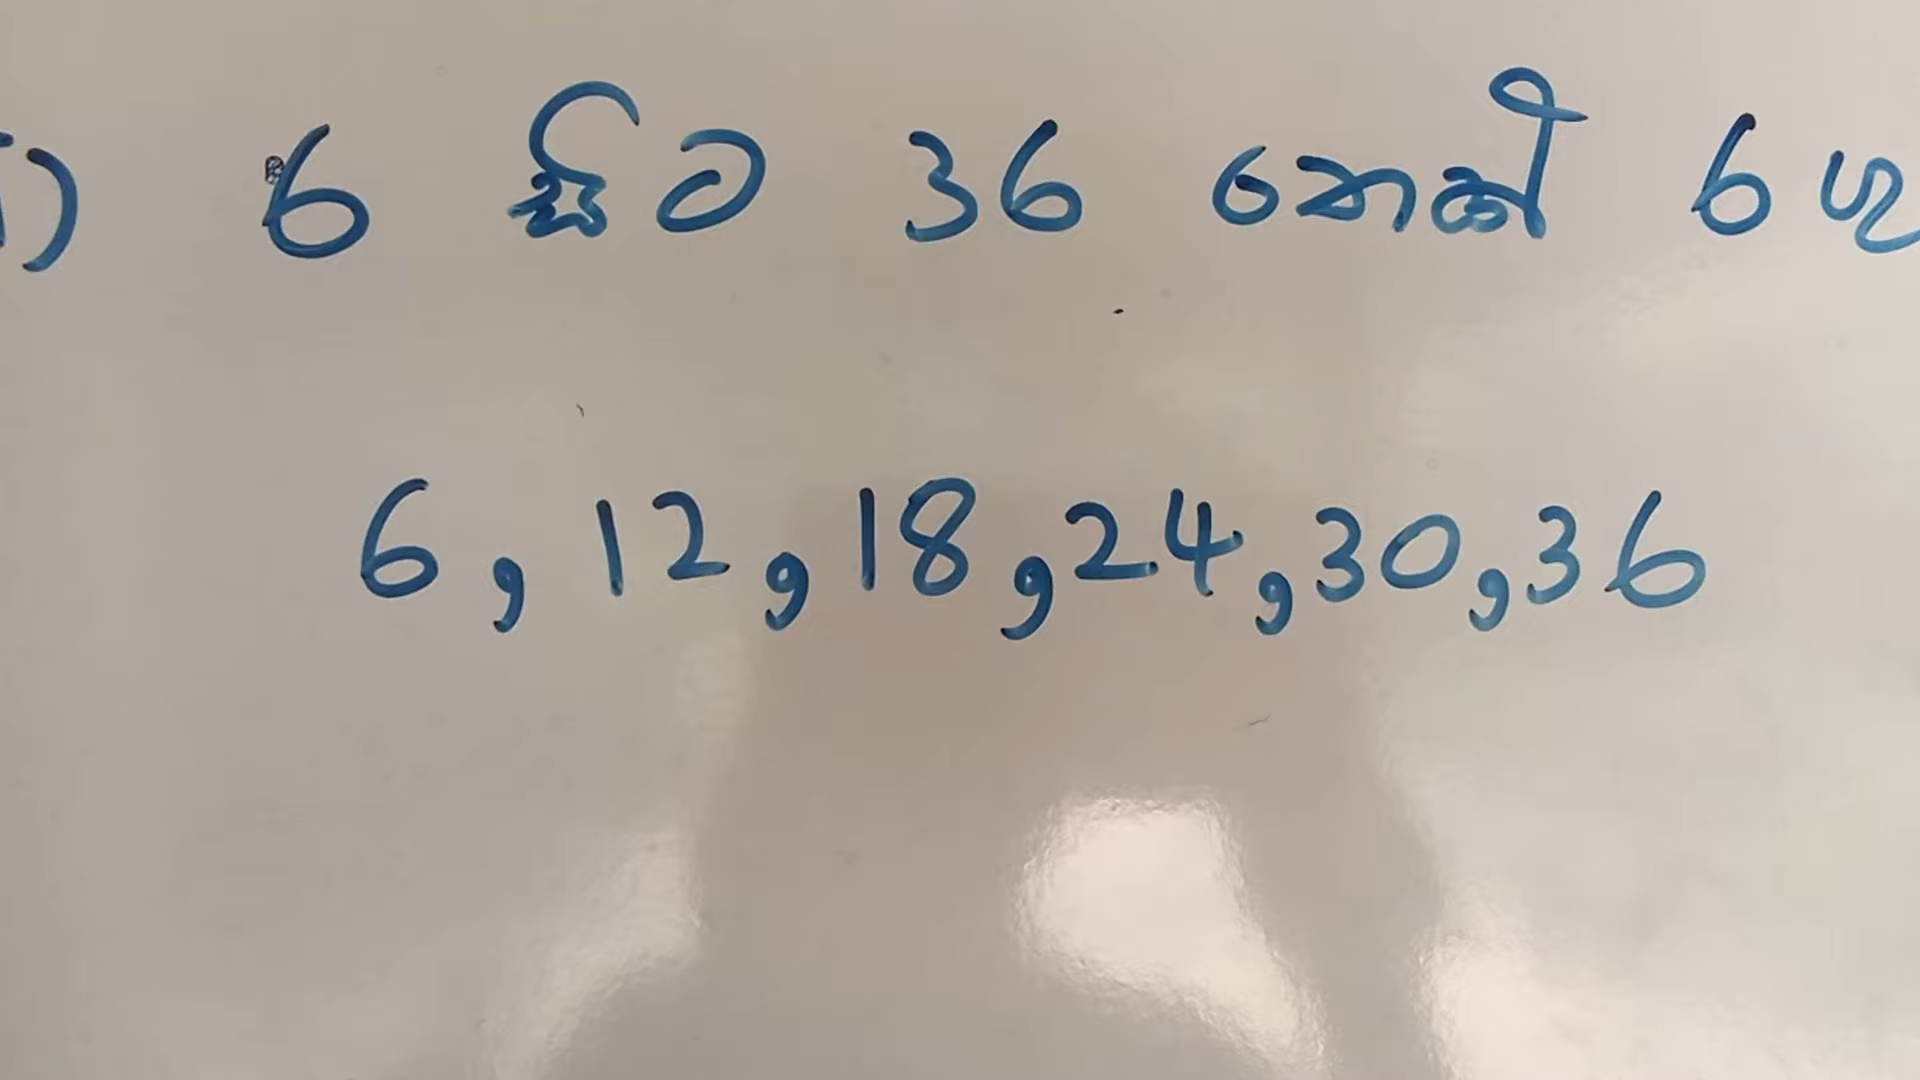 ) 6 සිට 36 තෙක් 6 ගු
6, 12, 18, 24, 30, 36